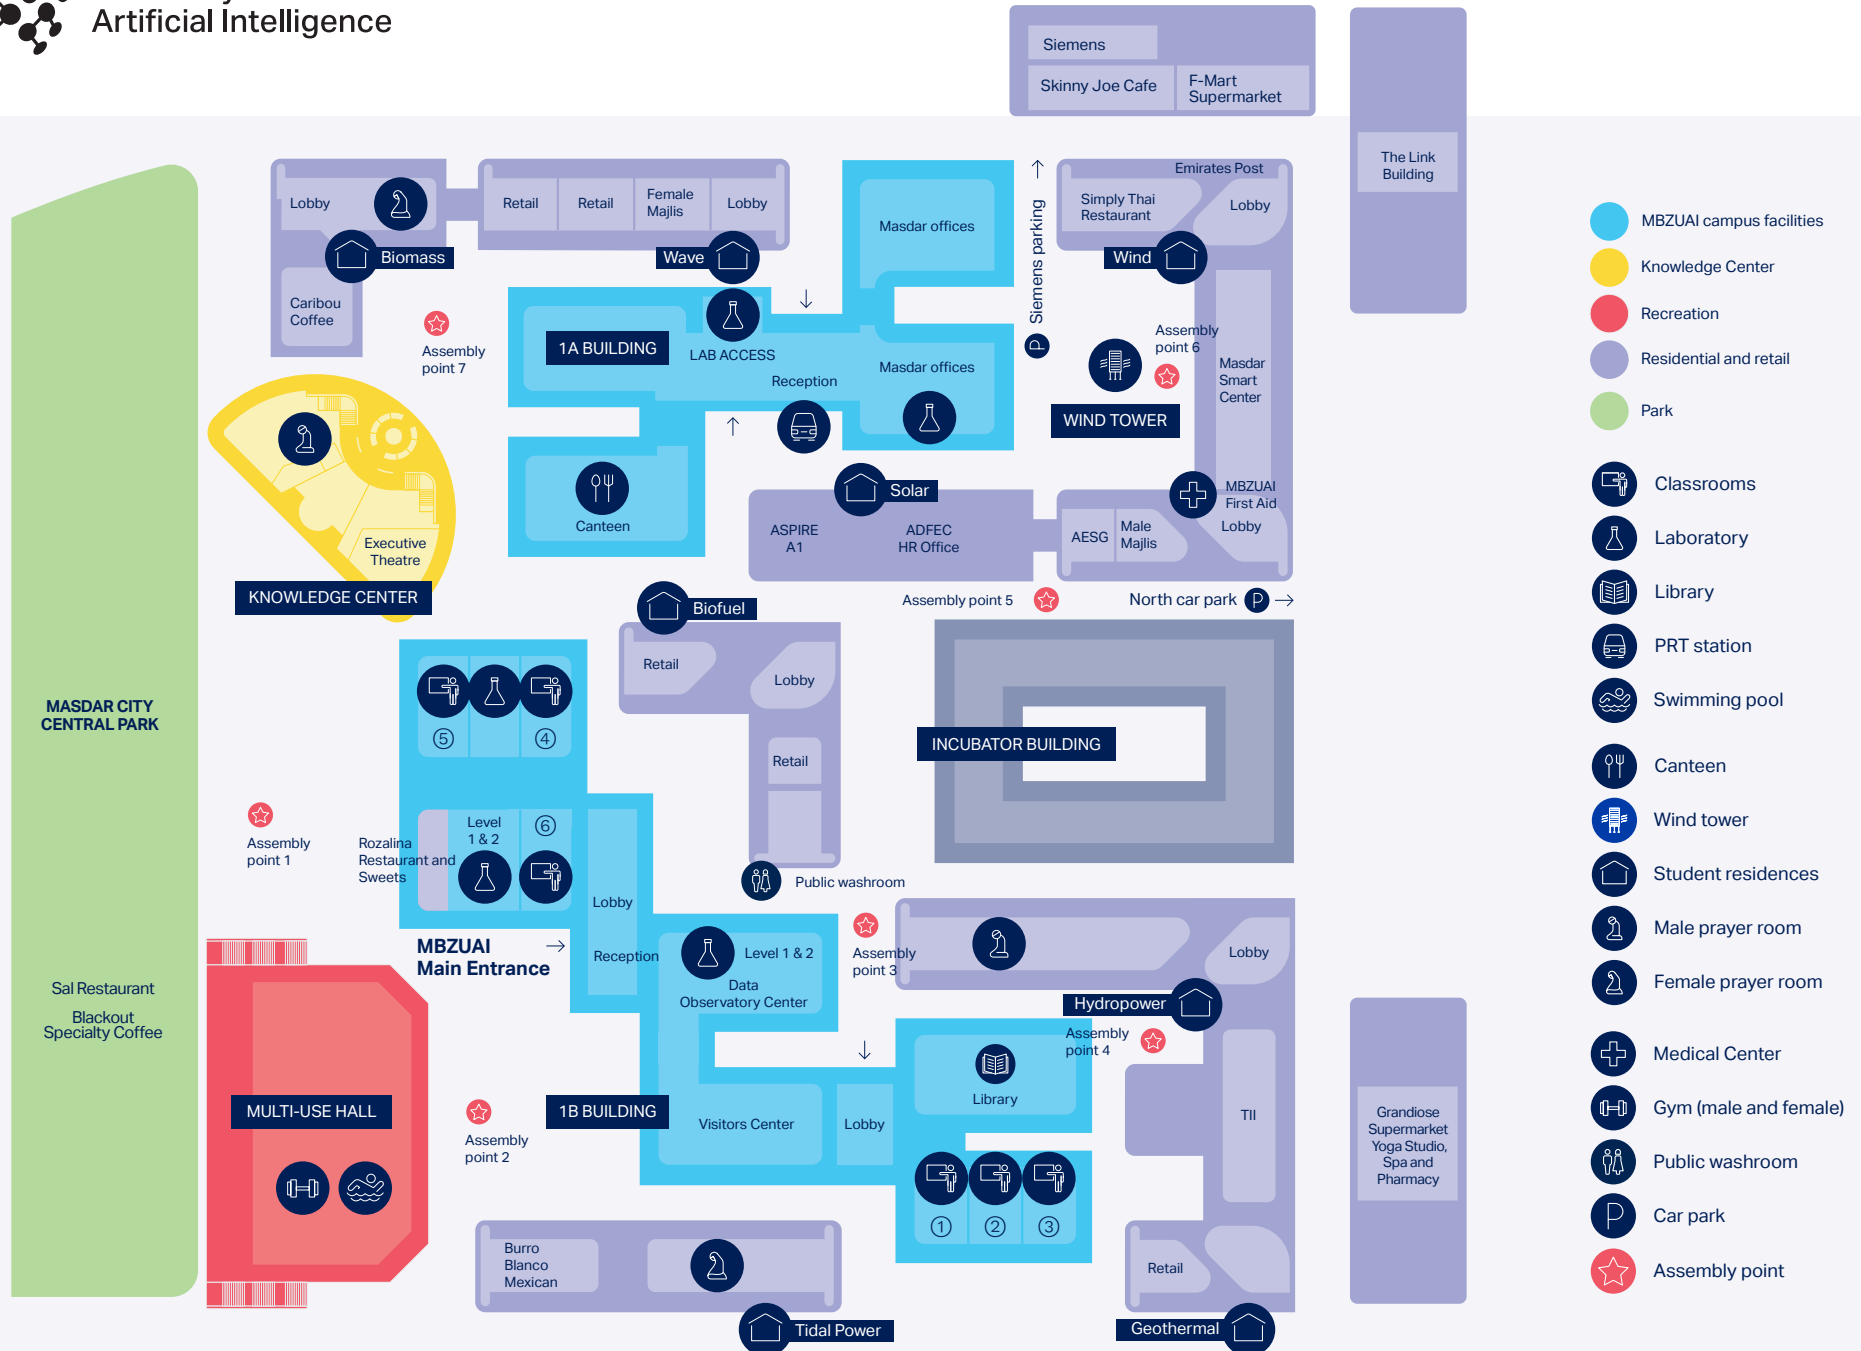 Artificial Intelligence
Siemens
Skinny Joe Cafe
F-Mart
Supermarket
The Link
Building
Lobby
Retail
Retail
Female
Majlis
Lobby
Masdar offices
Siemens parking
P
Emirates Post
Simply Thai
Restaurant
Lobby
Biomass
Wave
Wind
Caribou
Coffee
Assembly
point 7
1A BUILDING
LAB ACCESS
Reception
Masdar offices
Assembly
point 6
Masdar
Smart
Center
WIND TOWER
Canteen
Solar
ASPIRE
A1
ADFEC
HR Office
MBZUAI
First Aid
AESG
Male
Majlis
Lobby
Executive
Theatre
KNOWLEDGE CENTER
Biofuel
Assembly point 5
North car park
P
Retail
Lobby
MASDAR CITY
CENTRAL PARK
5
4
INCUBATOR BUILDING
Retail
Assembly
point 1
Rozalina
Restaurant and
Sweets
Level
1 & 2
6
Public washroom
Lobby
MBZUAI
Main Entrance
Reception
Level 1 & 2
Data
Observatory Center
Assembly
point 3
Lobby
Hydropower
Assembly
point 4
Sal Restaurant
Blackout
Specialty Coffee
Library
MULTI-USE HALL
Assembly
point 2
1B BUILDING
Visitors Center
Lobby
TII
Grandiose
Supermarket
Yoga Studio,
Spa and
Pharmacy
1
2
3
Burro
Blanco
Mexican
Retail
Tidal Power
Geothermal
MBZUAI campus facilities
Knowledge Center
Recreation
Residential and retail
Park
Classrooms
Laboratory
Library
PRT station
Swimming pool
Canteen
Wind tower
Student residences
Male prayer room
Female prayer room
Medical Center
Gym (male and female)
Public washroom
P
Car park
Assembly point